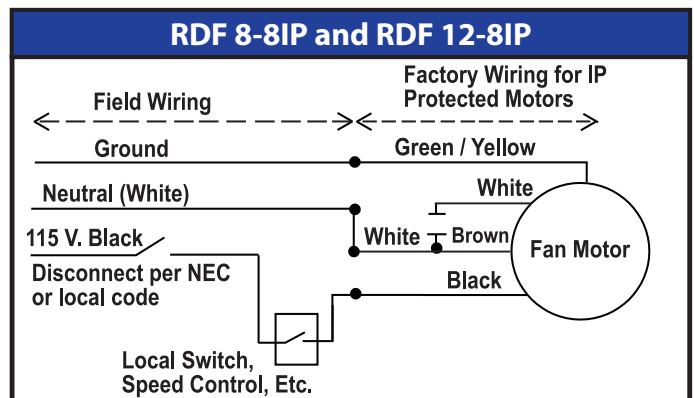 RDF 8-8IP and RDF 12-8IP
Field Wiring
Factory Wiring for IP
Protected Motors
Ground
Green / Yellow
Neutral (White)
White
115 V. Black
White
Brown
Fan Motor
Disconnect per NEC
or local code
Black
Local Switch,
Speed Control, Etc.